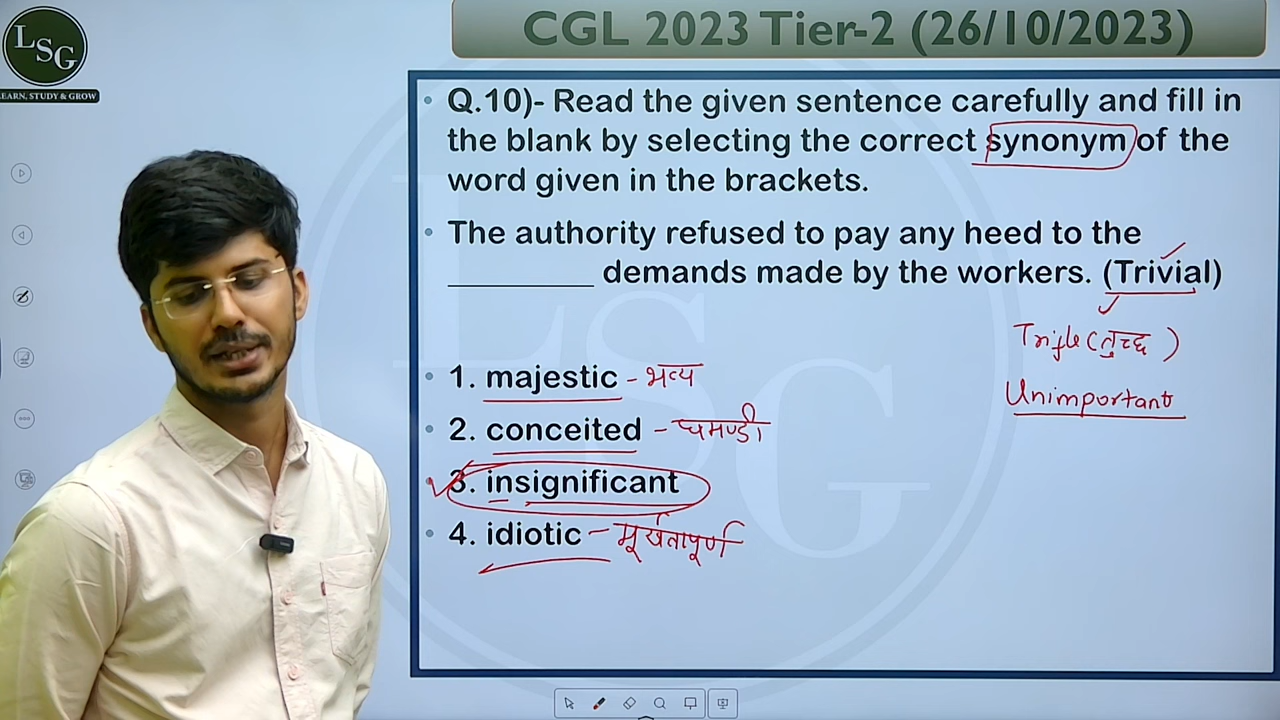 LSG
LEARN, STUDY & GROW
CGL 2023 Tier-2 (26/10/2023)
• Q.10)- Read the given sentence carefully and fill in
the blank by selecting the correct synonym of the
word given in the brackets.
• The authority refused to pay any heed to the
__________ demands made by the workers. (Trivial)
Trifle (तुच्छ)
Unimportant
• 1. majestic - भव्य
• 2. conceited - घमण्डी
• 3. insignificant
• 4. idiotic - मूर्खतापूर्ण